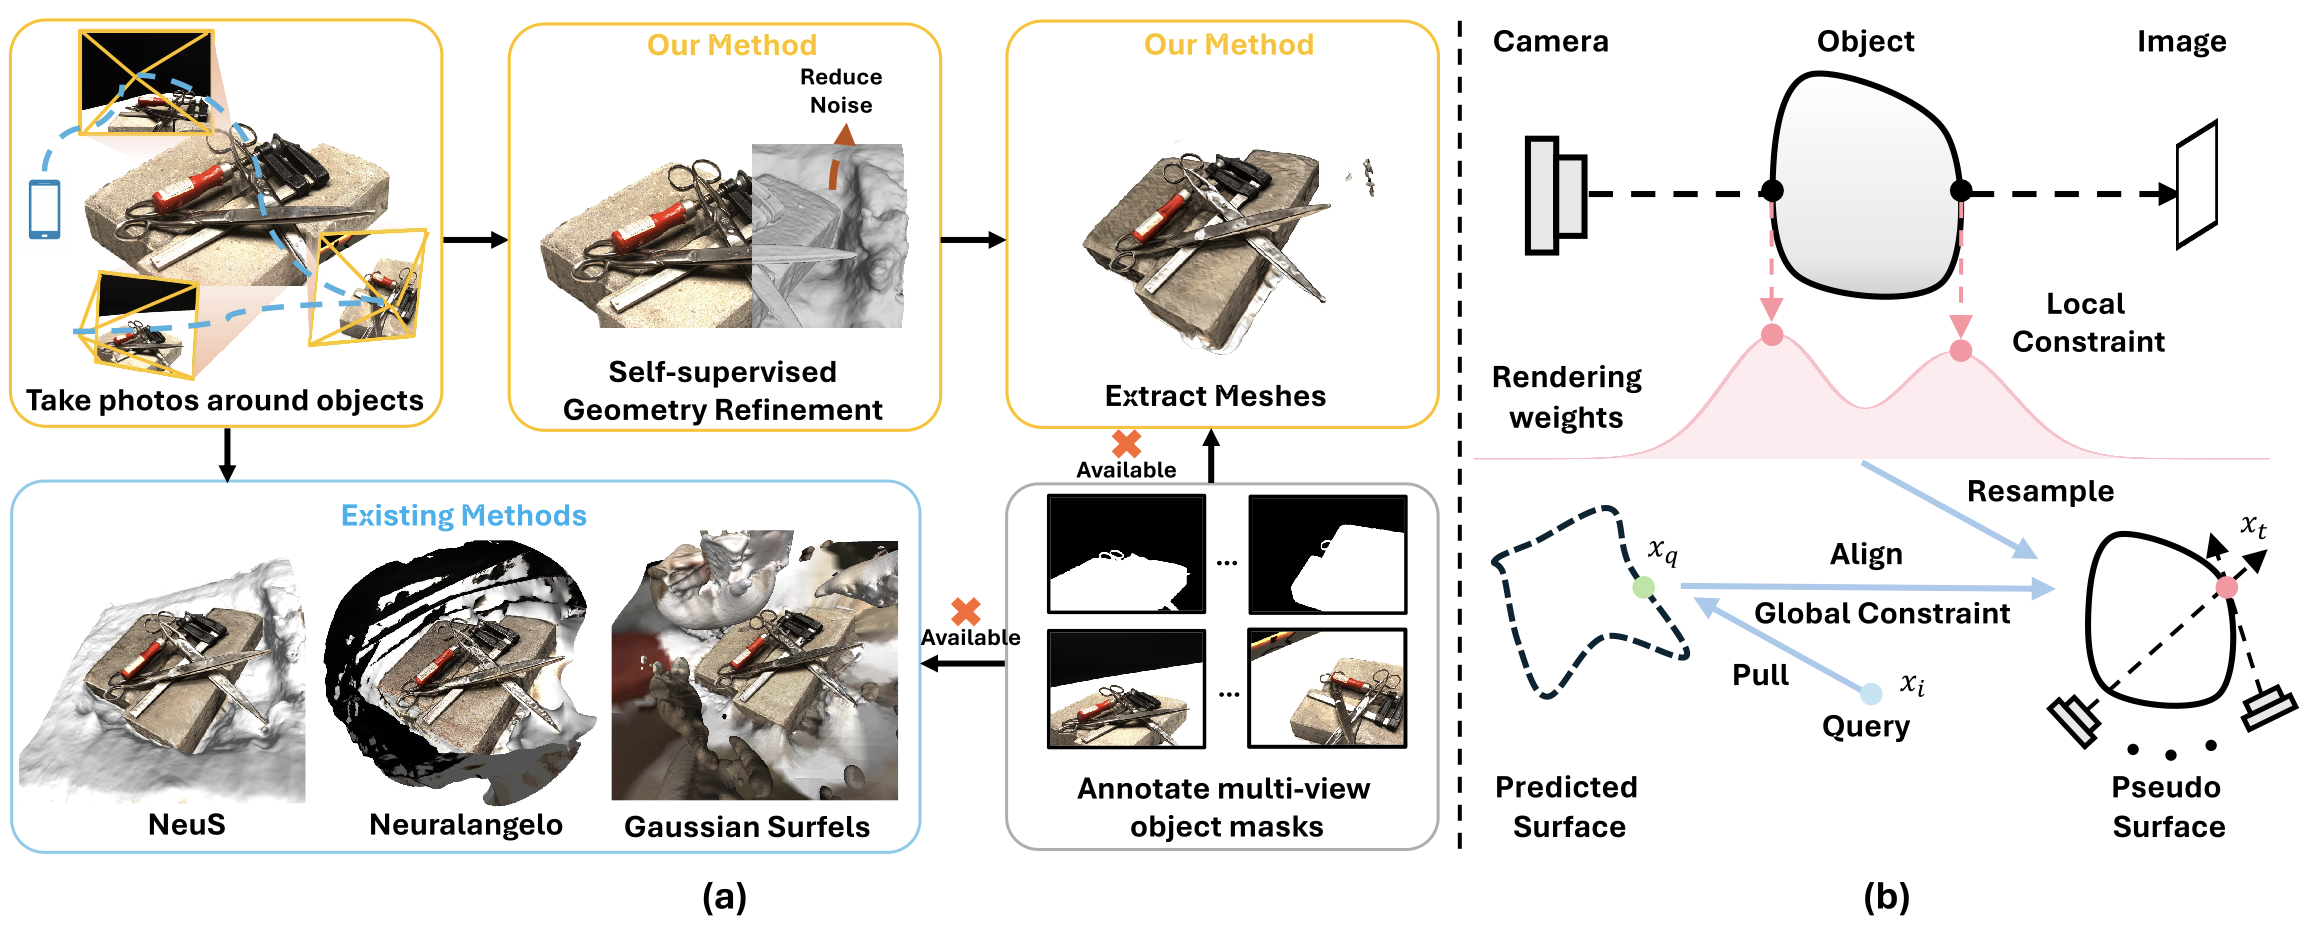 Our Method
Reduce
Noise
Our Method
Take photos around objects
Self-supervised
Geometry Refinement
Extract Meshes
Available
Existing Methods
Available
NeuS
Neuralangelo
Gaussian Surfels
...
...
Annotate multi-view
object masks
(a)
Camera
Object
Image
Local
Constraint
Rendering
weights
Resample
x_q
x_t
Align
Global Constraint
Pull
x_i
Query
Predicted
Surface
Pseudo
Surface
(b)